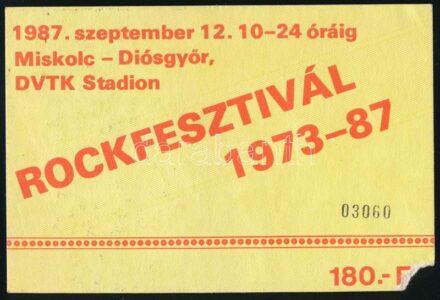 1987. szeptember 12. 10–24 óráig
Miskolc – Diósgyőr,
DVTK Stadion
ROCKFESZTIVÁL
1973–87
03060
180.-F